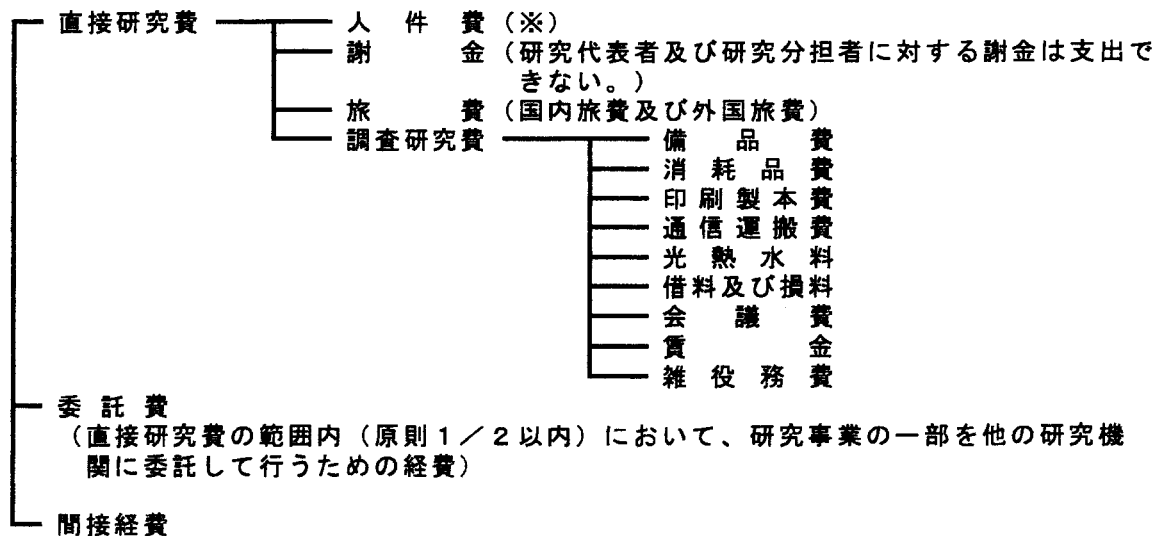 直接研究費 人件費（※）
謝金（研究代表者及び研究分担者に対する謝金は支出で
きない。）
旅費（国内旅費及び外国旅費）
調査研究費 備品費
消耗品費
印刷製本費
通信運搬費
光熱水料
借料及び損料
会議費
賃金
雑役務費
委託費
（直接研究費の範囲内（原則１／２以内）において、研究事業の一部を他の研究機
関に委託して行うための経費）
間接経費